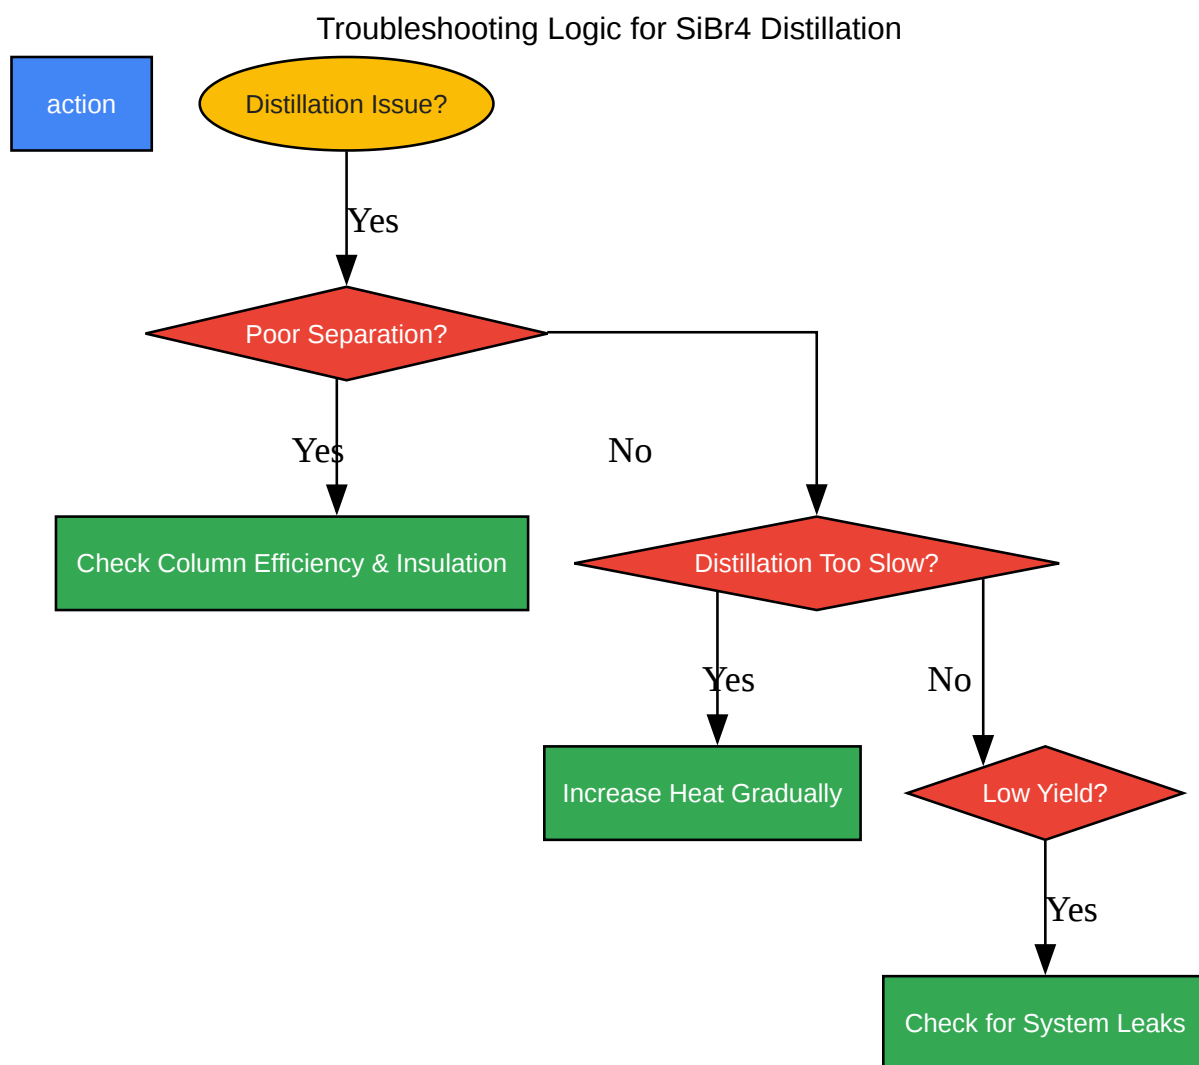 Troubleshooting Logic for SiBr4 Distillation
action
Distillation Issue?
Yes
Poor Separation?
Yes
No
Check Column Efficiency & Insulation
Distillation Too Slow?
Yes
No
Increase Heat Gradually
Low Yield?
Yes
Check for System Leaks